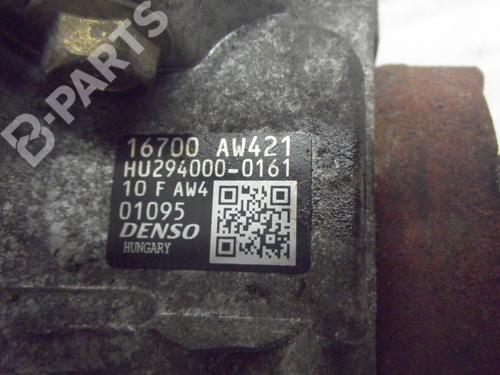 B-PARTS
16700 AW421
HU294000-0161
10 F AW4
01095
DENSO
HUNGARY